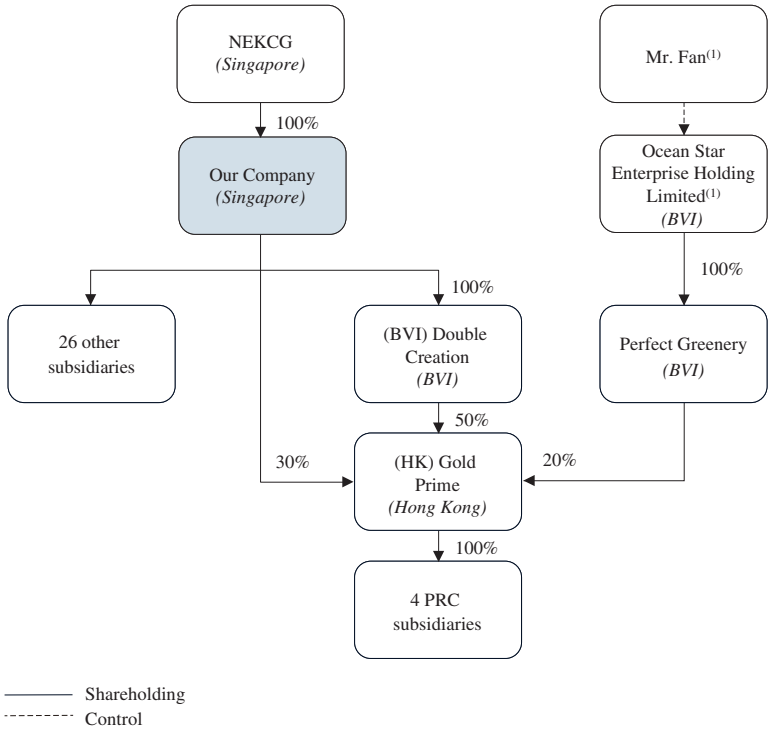 NEKCG
(Singapore)
Mr. Fan(1)
100%
Our Company
(Singapore)
Ocean Star
Enterprise Holding
Limited(1)
(BVI)
100%
100%
26 other
subsidiaries
(BVI) Double
Creation
(BVI)
Perfect Greenery
(BVI)
50%
30%
(HK) Gold
Prime
(Hong Kong)
20%
100%
4 PRC
subsidiaries
Shareholding
Control